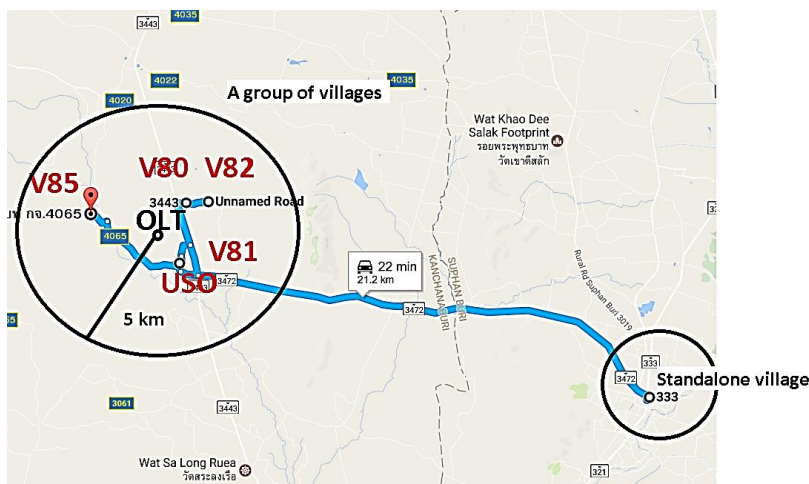 3443
4035
4022
4035
4020
A group of villages
Wat Khao Dee
Salak Footprint
รอยพระพุทธบาท
วัดเขาดีสลัก
V80 V82
V85
3443
Unnamed Road
กจ.4065
OLT
4065
V81
USO
3472
22 min
21.2 km
KANCHANABURI
SUPHAN BURI
Rural Rd Suphan Buri 3019
3472
5 km
333
3472
Standalone village
333
3061
3443
Wat Sa Long Ruea
วัดสระลงเรือ
321